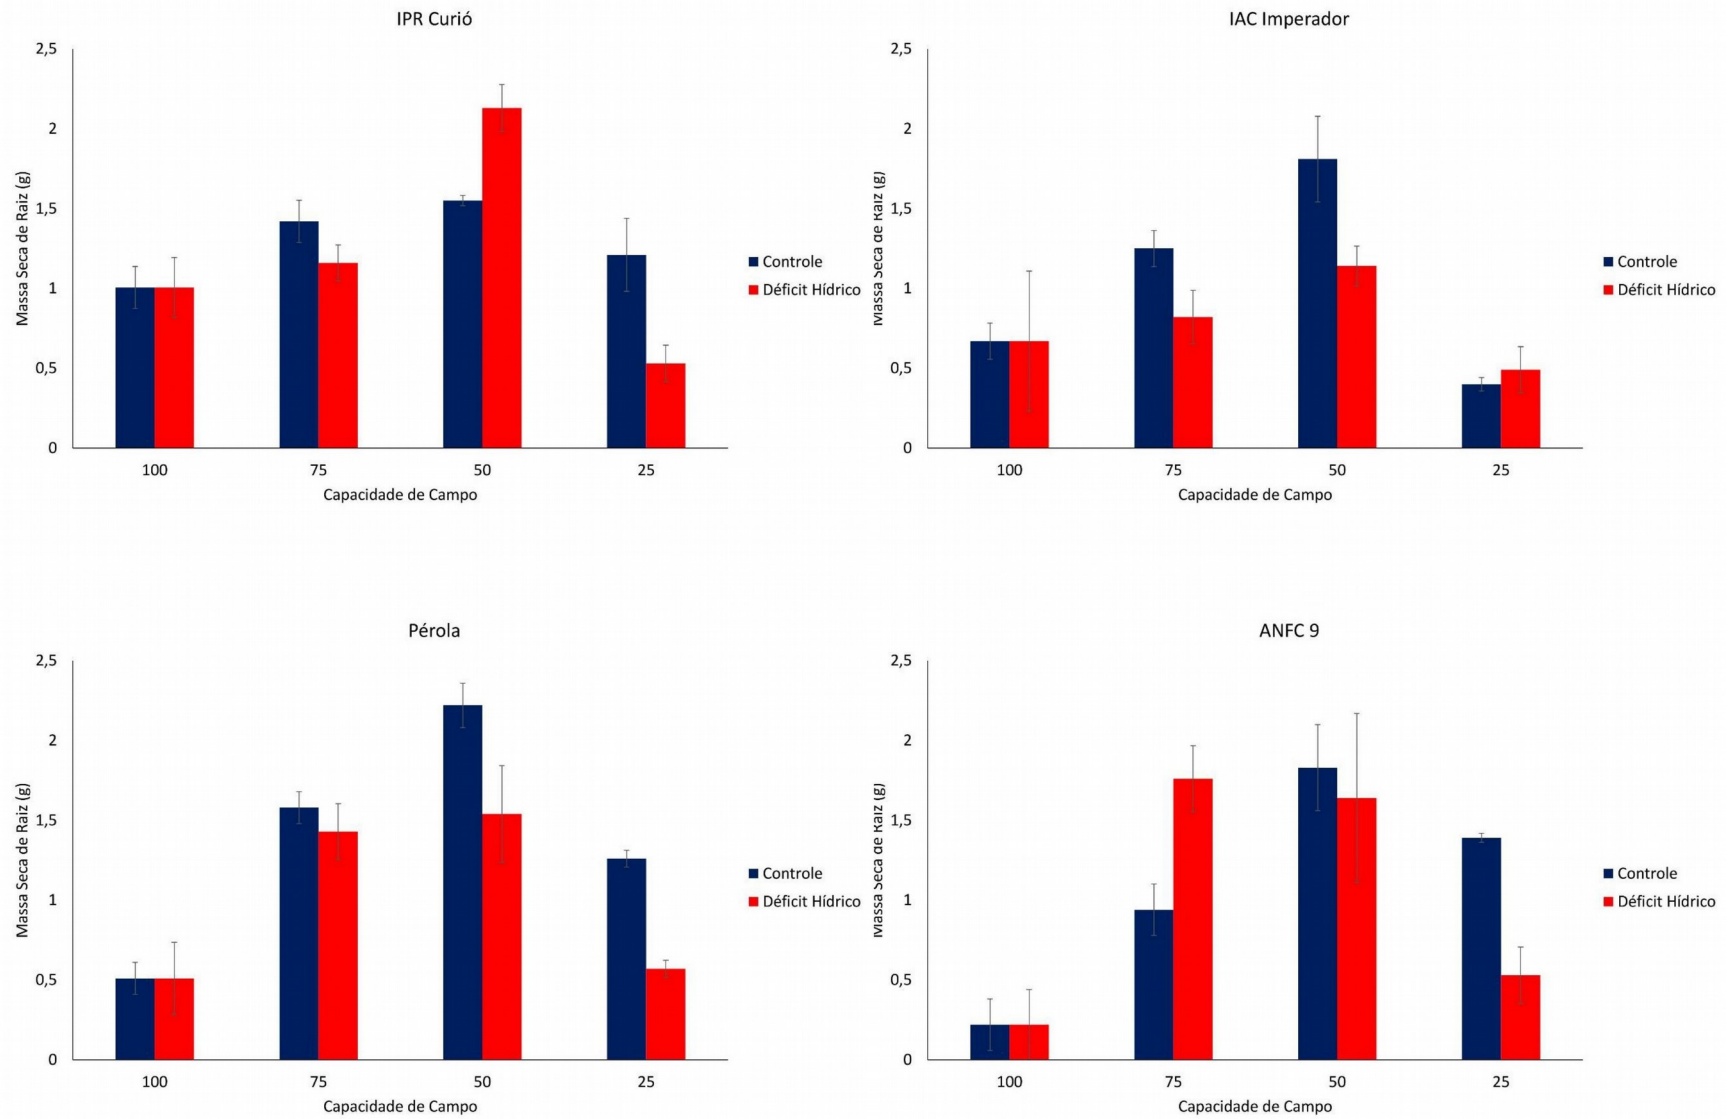 IPR Curió
2,5
2
1,5
1
0,5
0
Massa Seca de Raiz (g)
100
75
50
25
Capacidade de Campo
Controle
Déficit Hídrico
IAC Imperador
2,5
2
1,5
1
0,5
0
Massa Seca de Raiz (g)
100
75
50
25
Capacidade de Campo
Controle
Déficit Hídrico
Pérola
2,5
2
1,5
1
0,5
0
Massa Seca de Raiz (g)
100
75
50
25
Capacidade de Campo
Controle
Déficit Hídrico
ANFC 9
2,5
2
1,5
1
0,5
0
Massa Seca de Raiz (g)
100
75
50
25
Capacidade de Campo
Controle
Déficit Hídrico